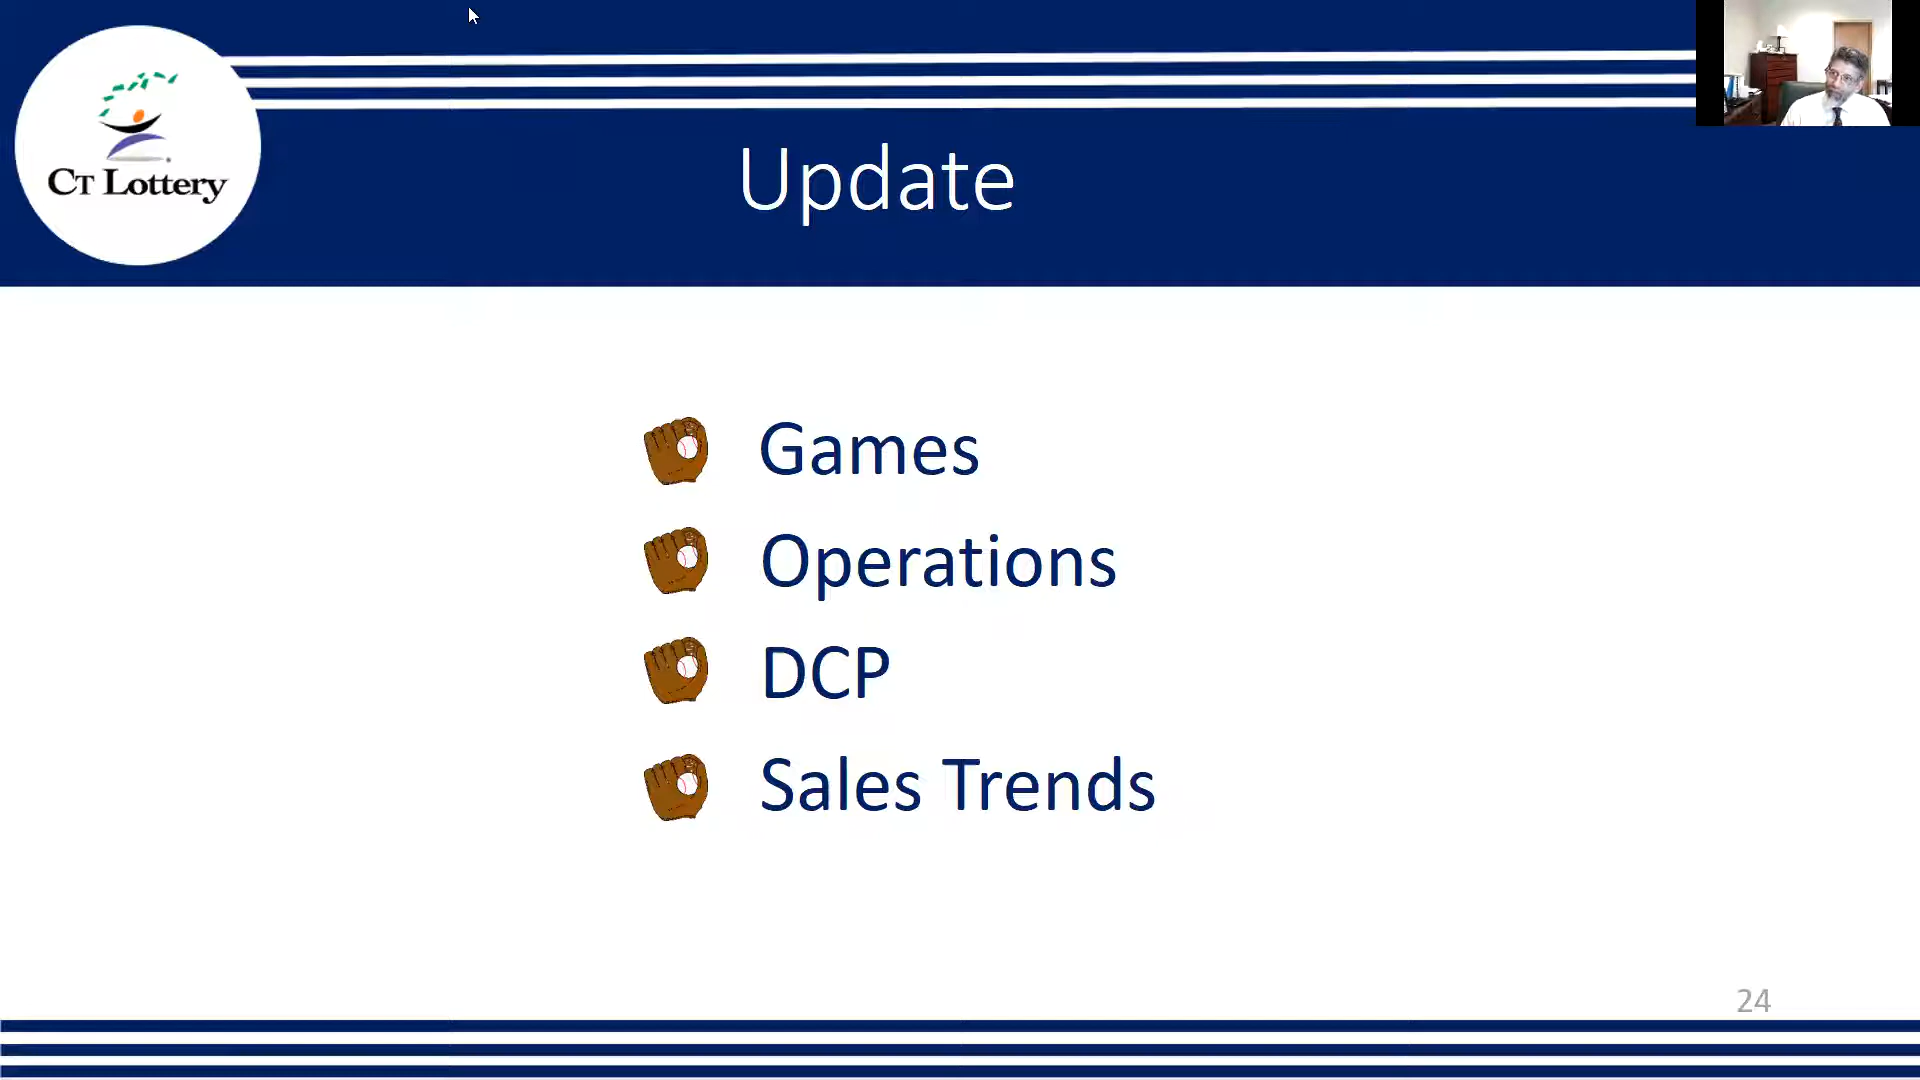 CT Lottery
Update
Games
Operations
DCP
Sales Trends
24